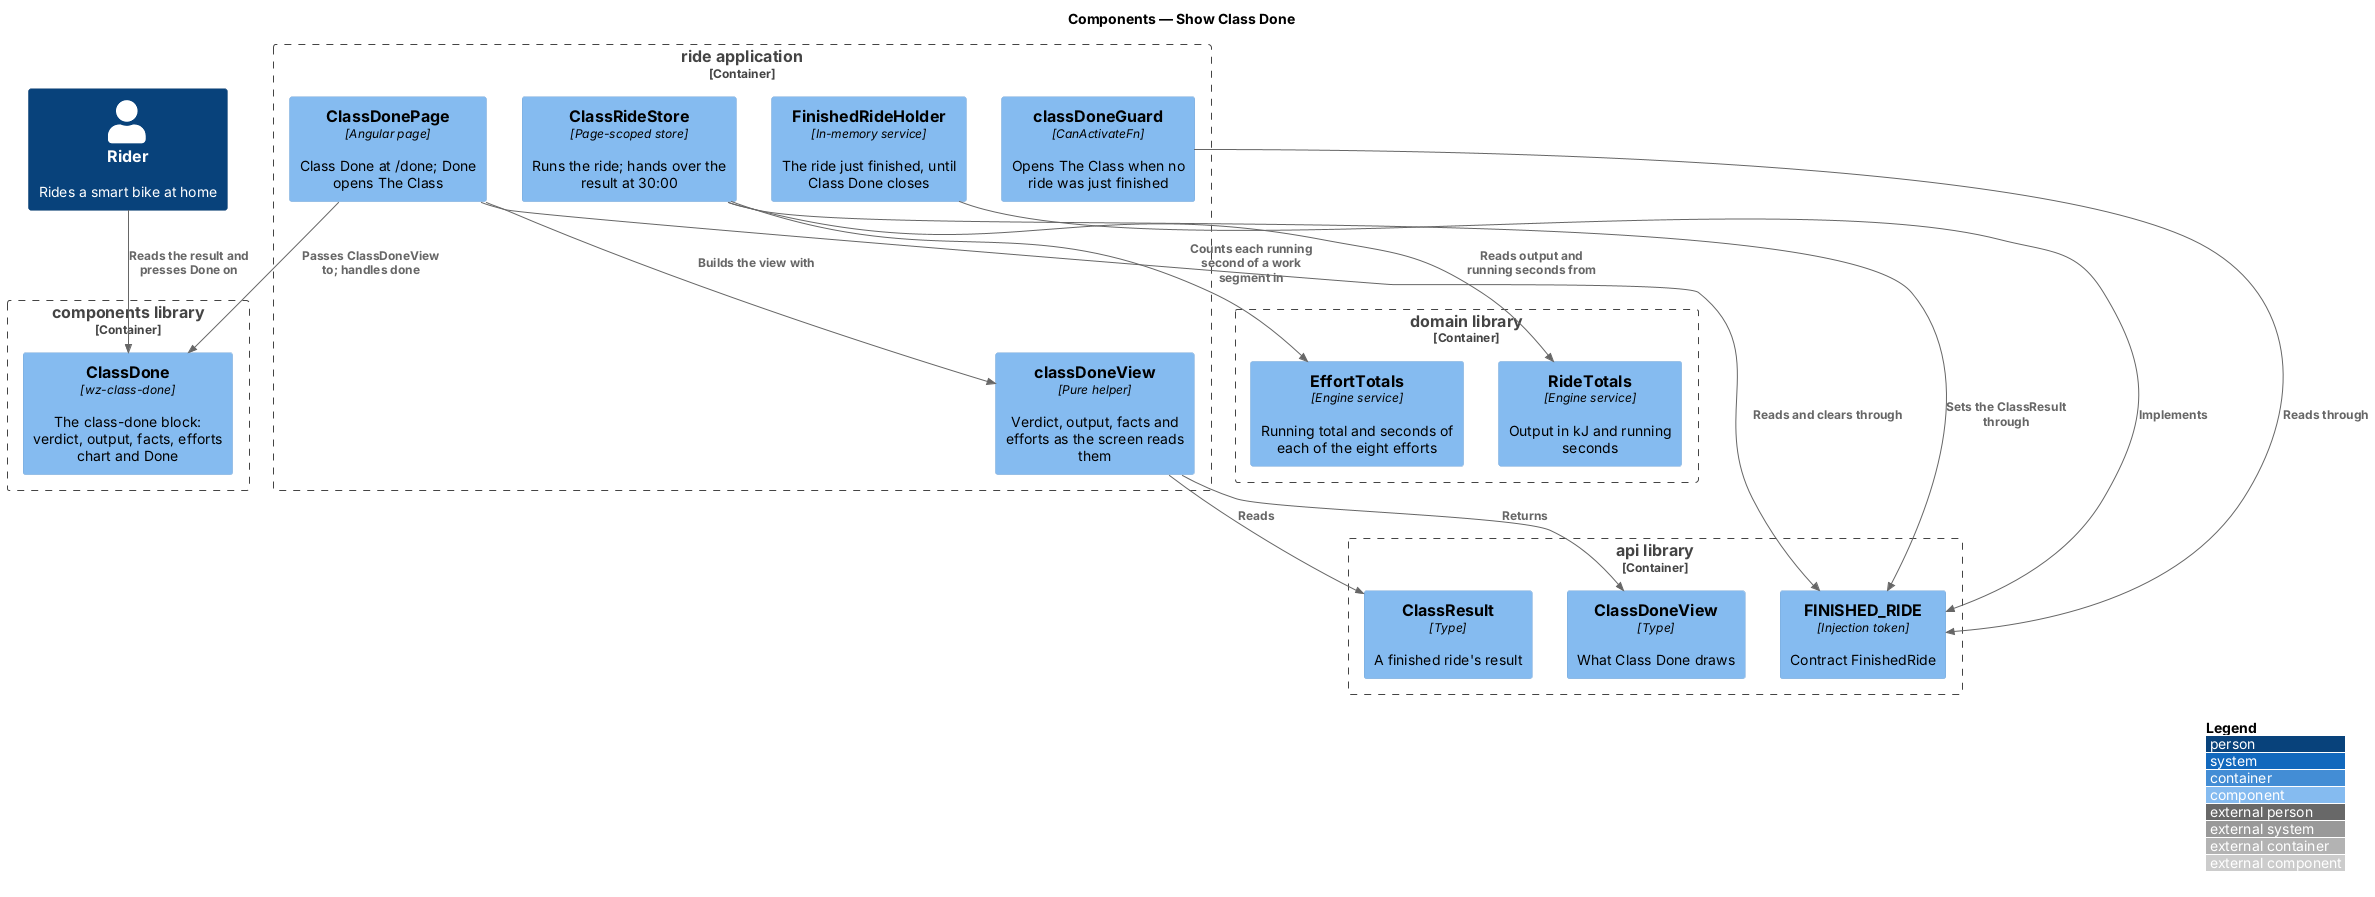 Components — Show Class Done
ride application
[Container]
Rider
Rides a smart bike at home
ClassDonePage
[Angular page]
Class Done at /done; Done
opens The Class
ClassRideStore
[Page-scoped store]
Runs the ride; hands over the
result at 30:00
FinishedRideHolder
[In-memory service]
The ride just finished, until
Class Done closes
classDoneGuard
[CanActivateFn]
Opens The Class when no
ride was just finished
Reads the result and
presses Done on
Passes ClassDoneView
to; handles done
Builds the view with
Counts each running
second of a work
segment in
Reads output and
running seconds from
components library
[Container]
ClassDone
[wz-class-done]
The class-done block:
verdict, output, facts, efforts
chart and Done
classDoneView
[Pure helper]
Verdict, output, facts and
efforts as the screen reads
them
domain library
[Container]
EffortTotals
[Engine service]
Running total and seconds of
each of the eight efforts
RideTotals
[Engine service]
Output in kJ and running
seconds
Reads and clears through
Sets the ClassResult
through
Implements
Reads through
Reads
Returns
api library
[Container]
ClassResult
[Type]
A finished ride's result
ClassDoneView
[Type]
What Class Done draws
FINISHED_RIDE
[Injection token]
Contract FinishedRide
Legend
person
system
container
component
external person
external system
external container
external component